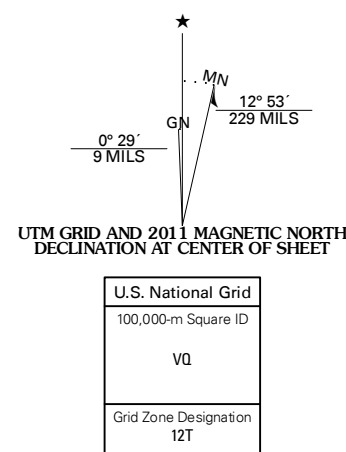 ★
MN
12° 53´
229 MILS
GN
0° 29´
9 MILS
UTM GRID AND 2011 MAGNETIC NORTH
DECLINATION AT CENTER OF SHEET
U.S. National Grid
100,000-m Square ID
VQ
Grid Zone Designation
12T